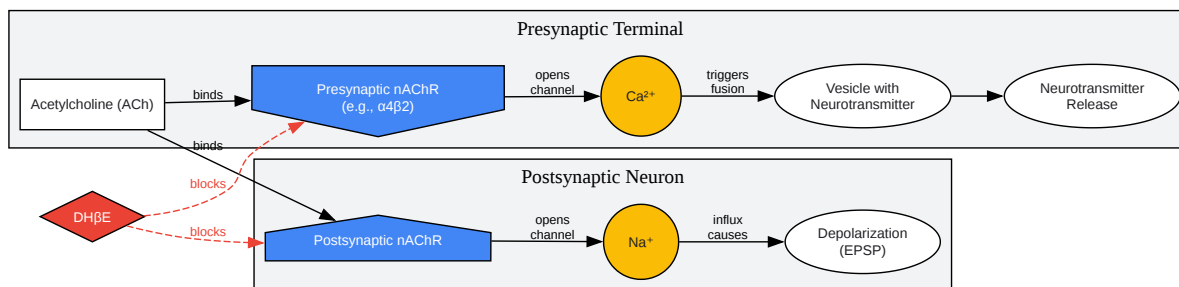 Presynaptic Terminal
Acetylcholine (ACh)
binds
Presynaptic nAChR
(e.g., α4β2)
opens
channel
Ca²⁺
triggers
fusion
Vesicle with
Neurotransmitter
Neurotransmitter
Release
binds
Postsynaptic Neuron
DHβE
blocks
blocks
Postsynaptic nAChR
opens
channel
Na⁺
influx
causes
Depolarization
(EPSP)